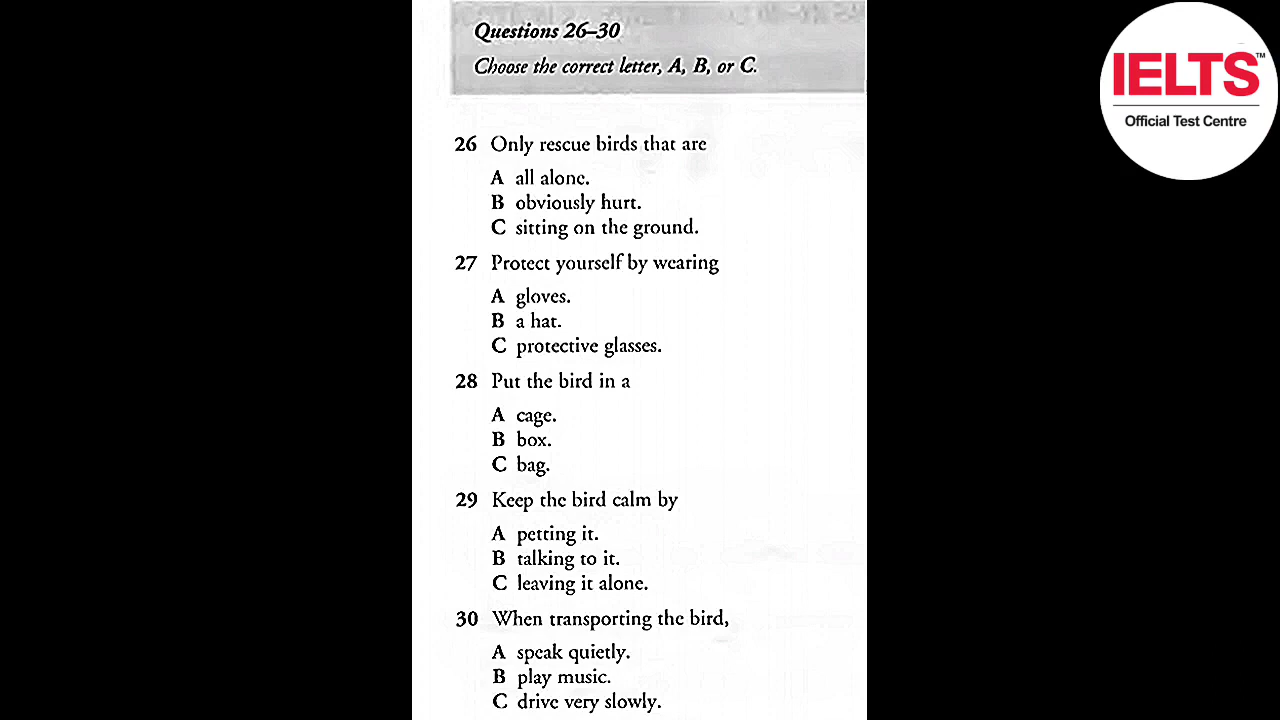 Questions 26–30
Choose the correct letter, A, B, or C.
IELTS™
Official Test Centre
26 Only rescue birds that are
A all alone.
B obviously hurt.
C sitting on the ground.
27 Protect yourself by wearing
A gloves.
B a hat.
C protective glasses.
28 Put the bird in a
A cage.
B box.
C bag.
29 Keep the bird calm by
A petting it.
B talking to it.
C leaving it alone.
30 When transporting the bird,
A speak quietly.
B play music.
C drive very slowly.